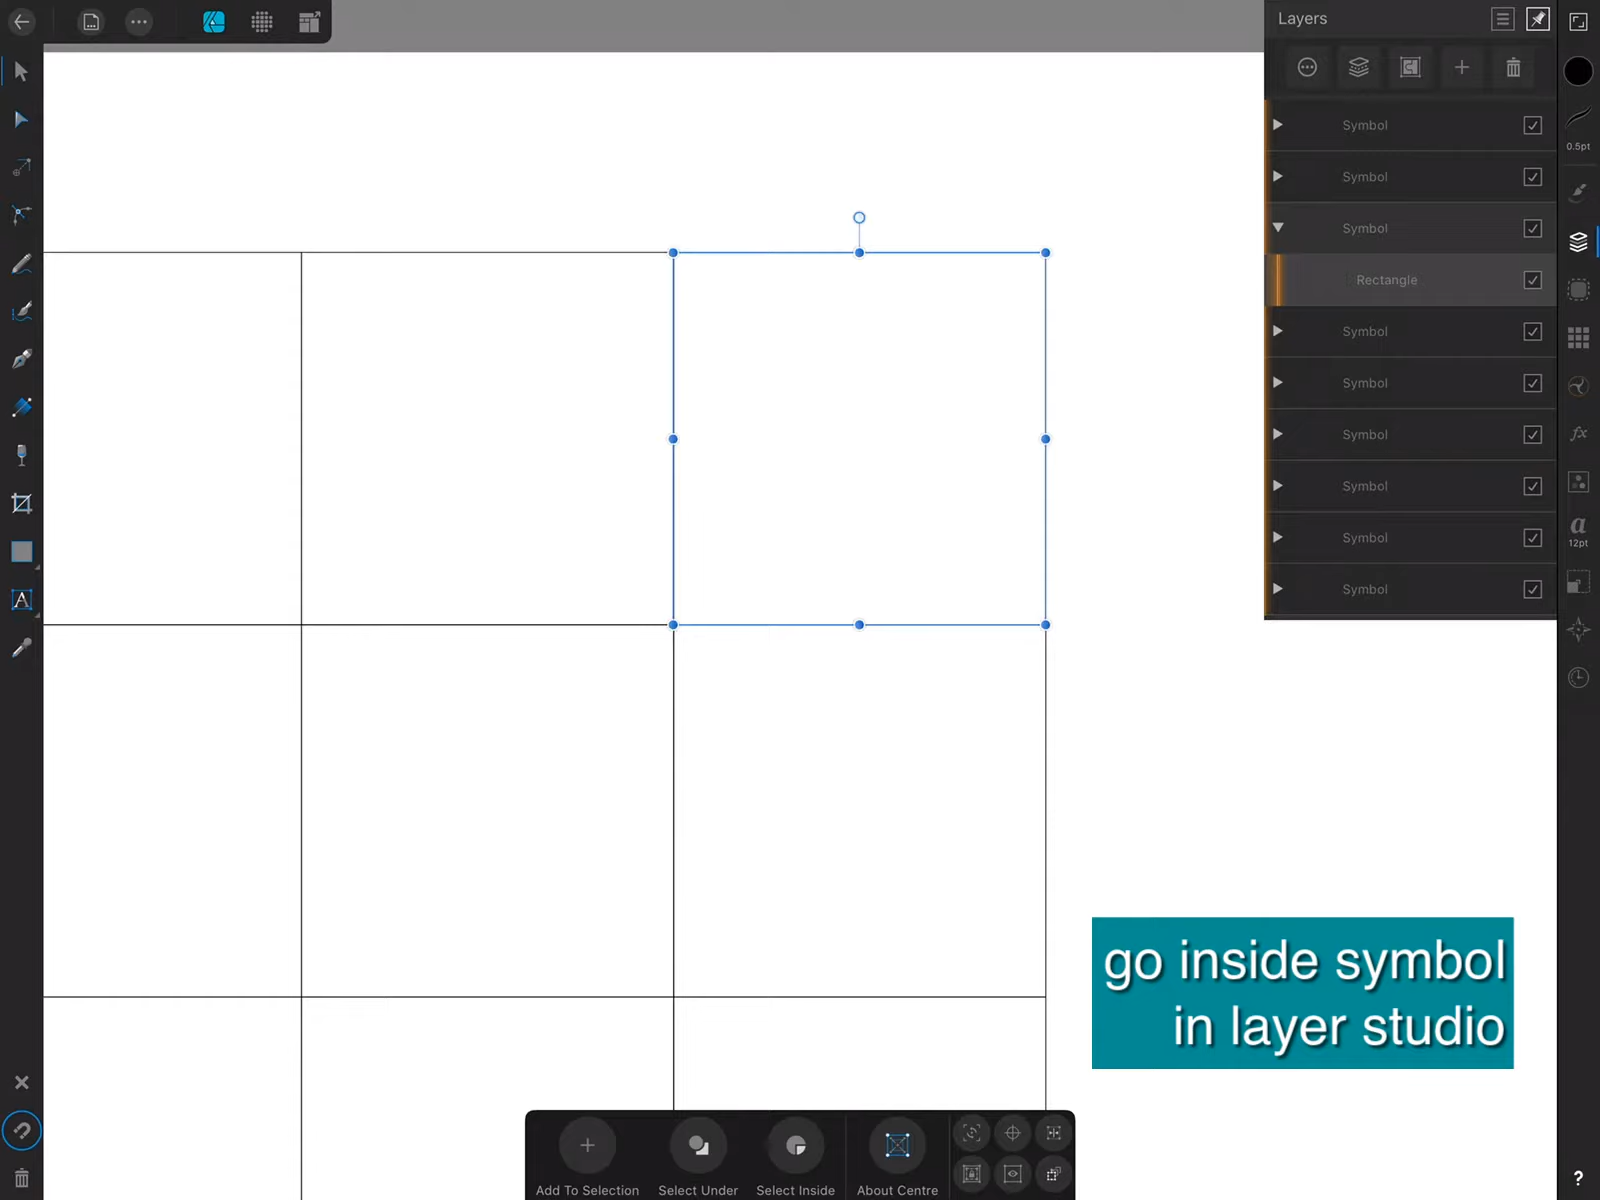 Layers
Symbol
Symbol
Symbol
Rectangle
Symbol
Symbol
Symbol
Symbol
Symbol
Symbol
0.5pt
fx
a
12pt
A
go inside symbol
in layer studio
Add To Selection
Select Under
Select Inside
About Centre
?